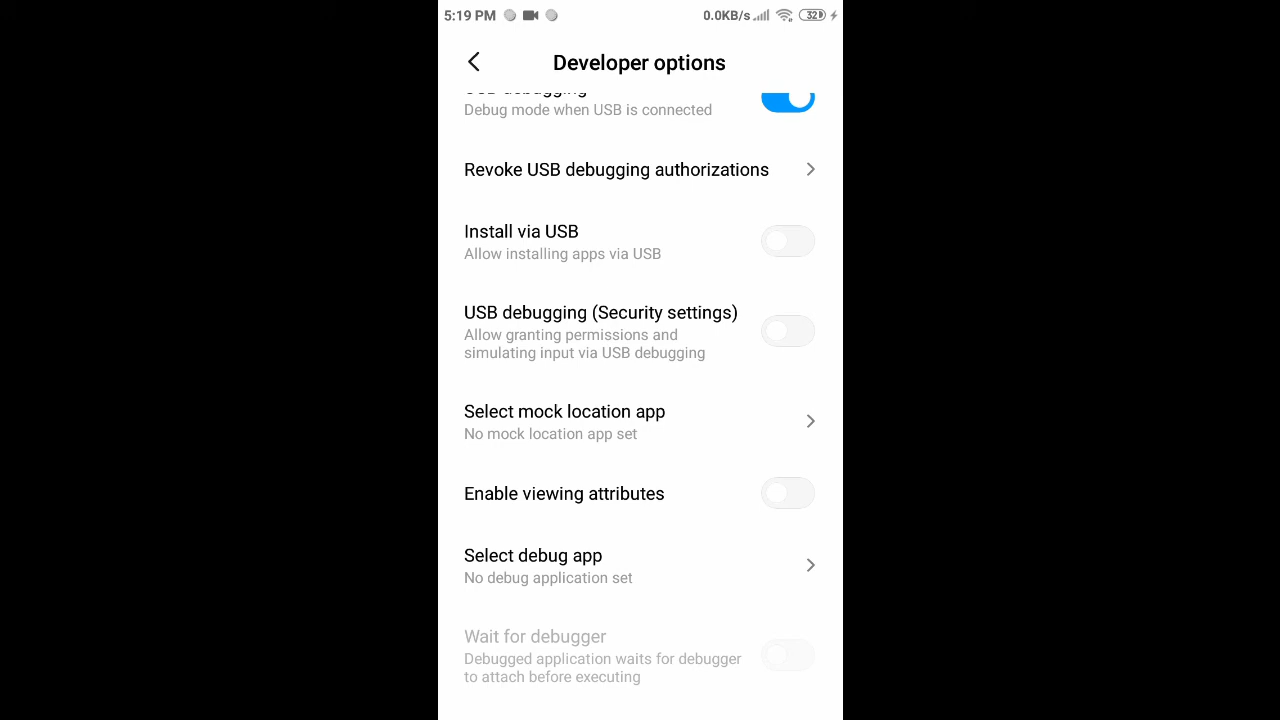 5:19 PM
0.0KB/s
32
Developer options
USB debugging
Debug mode when USB is connected
Revoke USB debugging authorizations
Install via USB
Allow installing apps via USB
USB debugging (Security settings)
Allow granting permissions and
simulating input via USB debugging
Select mock location app
No mock location app set
Enable viewing attributes
Select debug app
No debug application set
Wait for debugger
Debugged application waits for debugger
to attach before executing